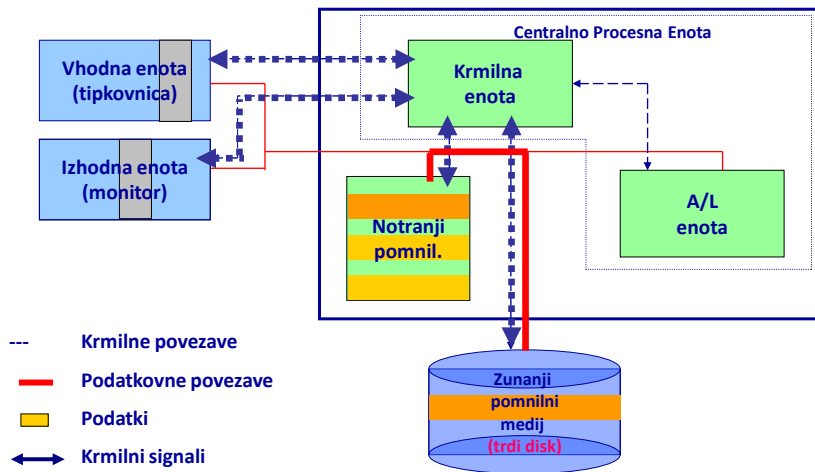 Centralno Procesna Enota
Vhodna enota
(tipkovnica)
Krmilna
enota
Izhodna enota
(monitor)
A/L
enota
Notranji
pomnil.
Zunanji
pomnilni
medij
(trdi disk)
--- Krmilne povezave
Podatkovne povezave
Podatki
Krmilni signali